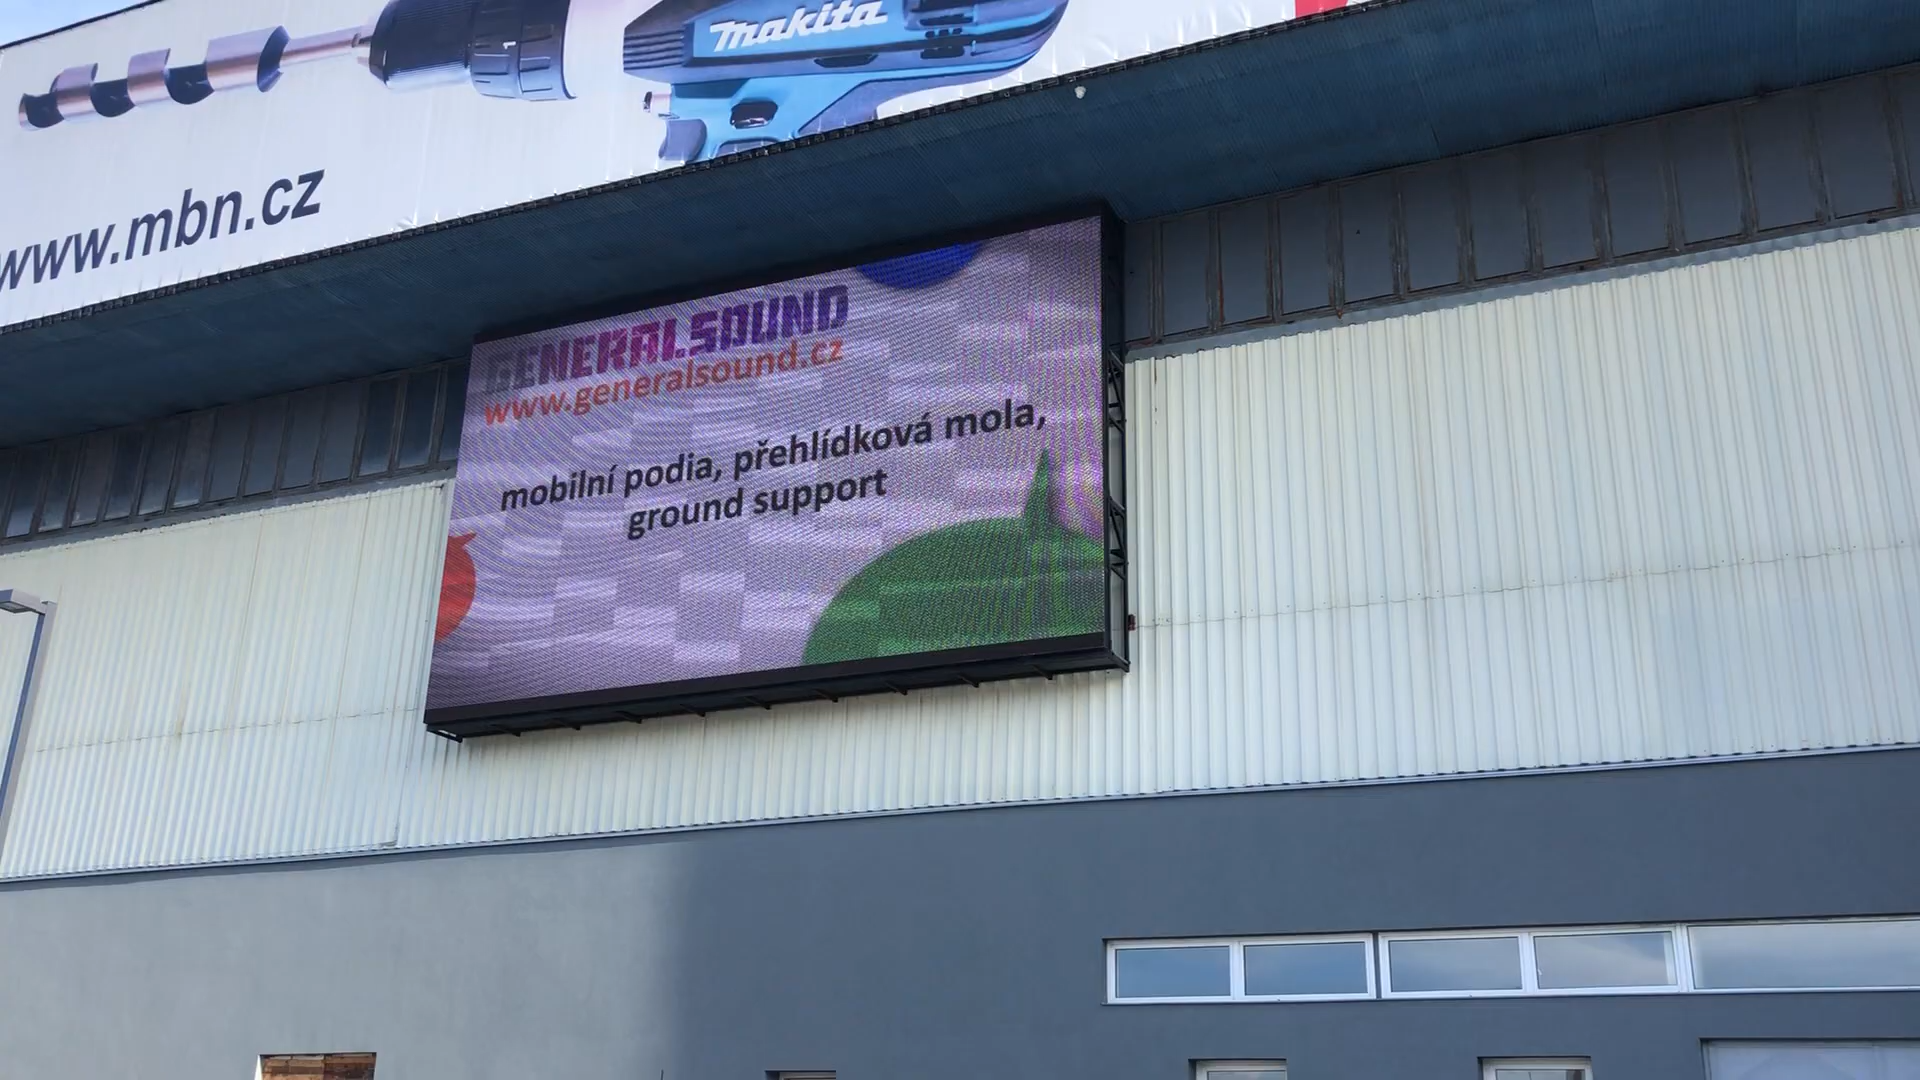 Makita
www.mbn.cz
GENERALSOUND
www.generalsound.cz
mobilní podia, přehlídková mola,
ground support